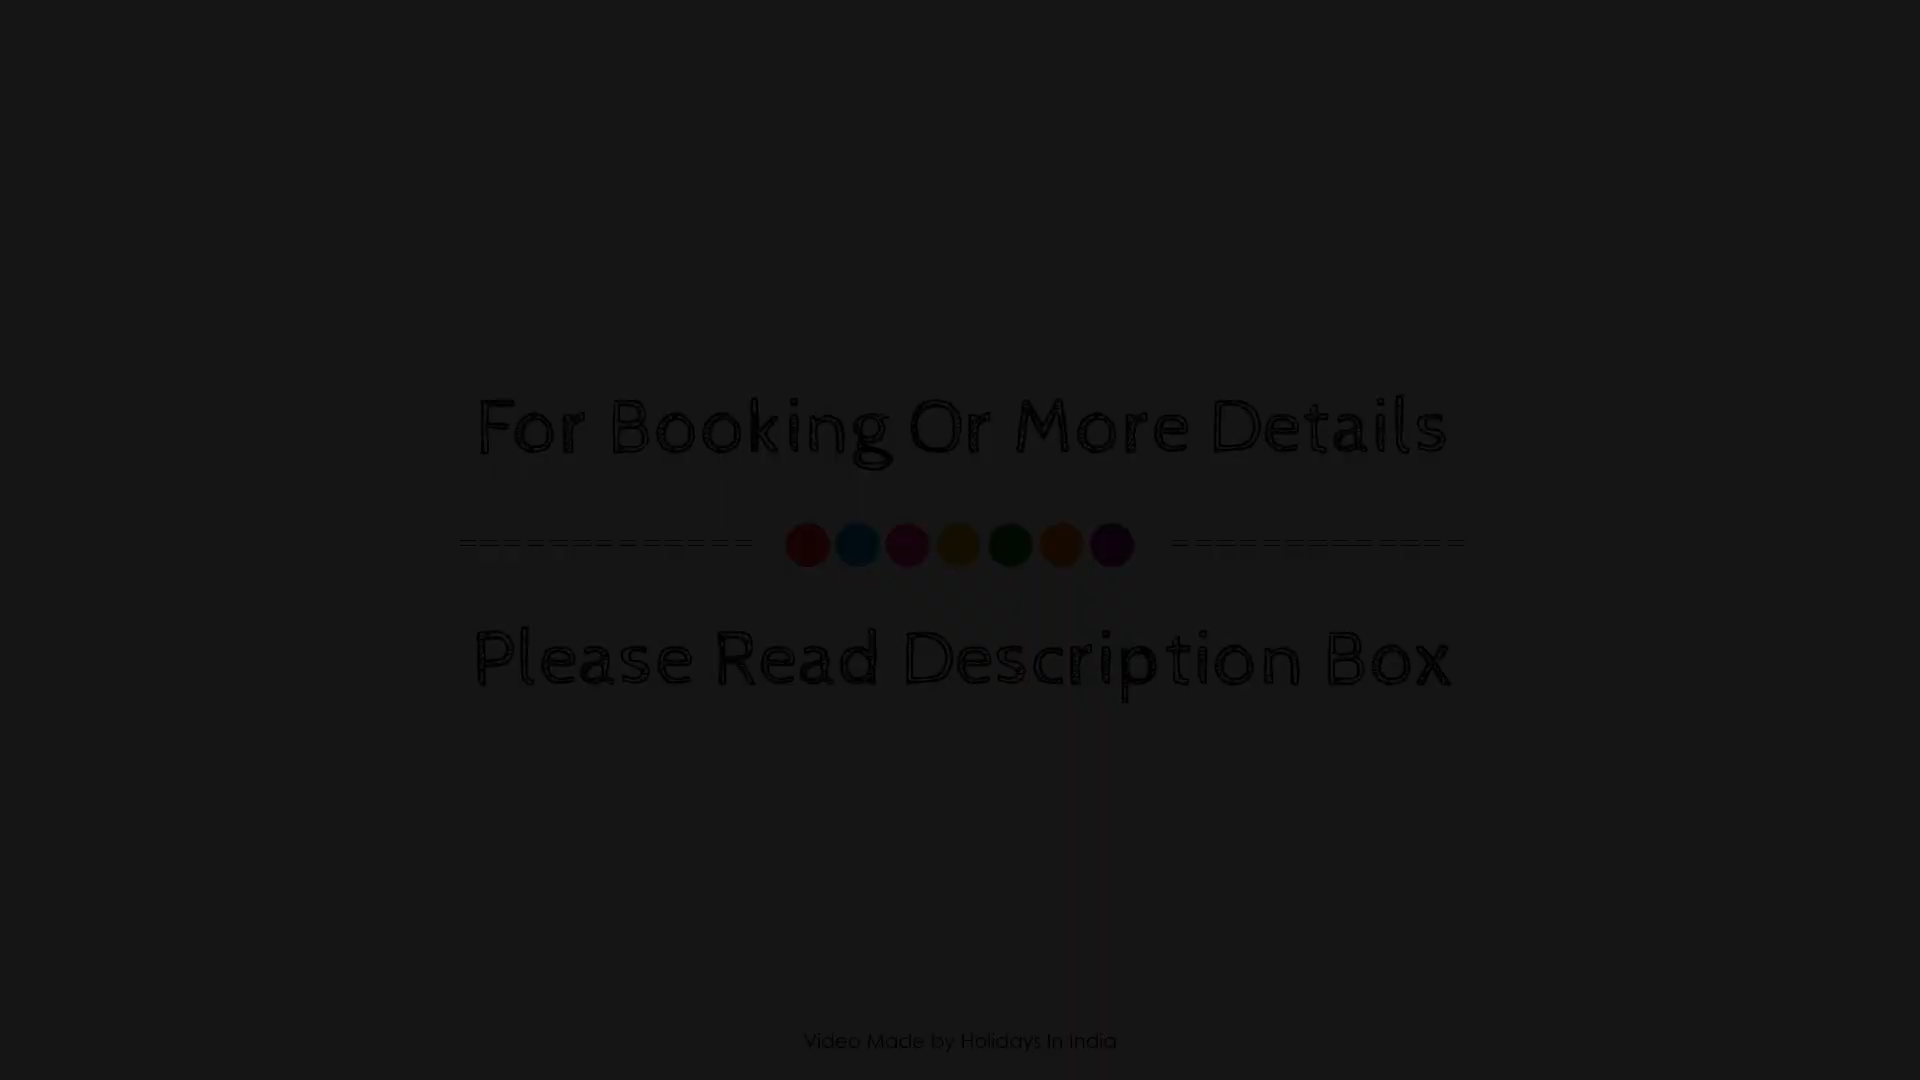 For Booking Or More Details
============= =============
Please Read Description Box
Video Made by Holidays In India